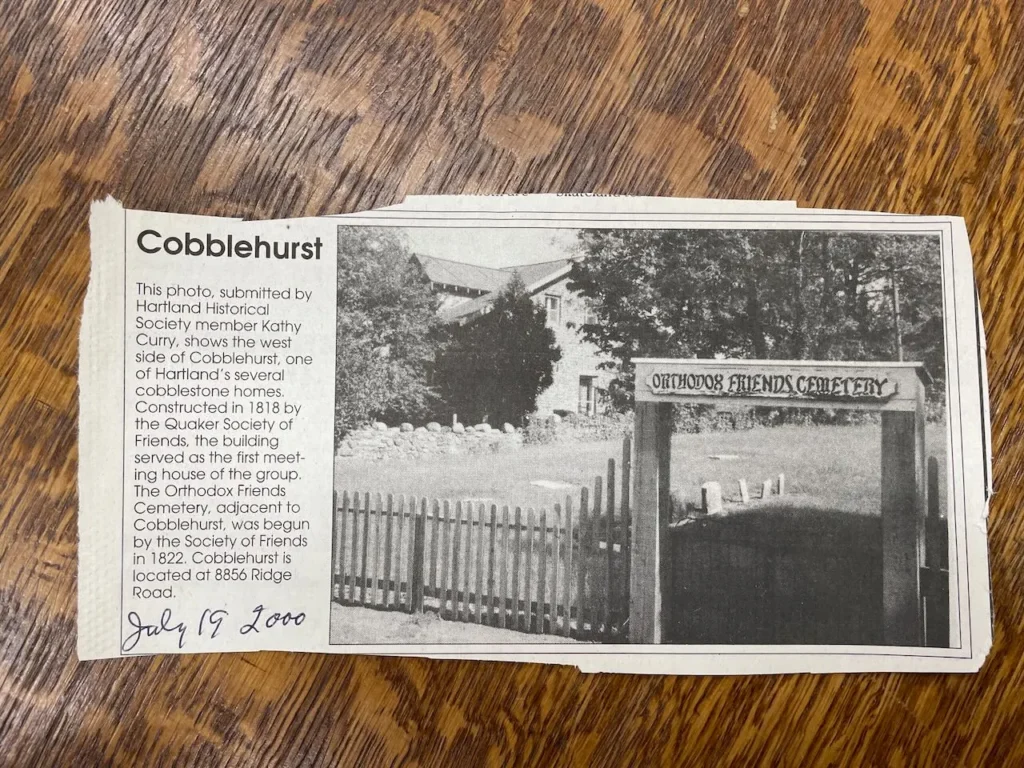 Cobblehurst
This photo, submitted by
Hartland Historical
Society member Kathy
Curry, shows the west
side of Cobblehurst, one
of Hartland's several
cobblestone homes.
Constructed in 1818 by
the Quaker Society of
Friends, the building
served as the first meet-
ing house of the group.
The Orthodox Friends
Cemetery, adjacent to
Cobblehurst, was begun
by the Society of Friends
in 1822. Cobblehurst is
located at 8856 Ridge
Road.
July 19 2000
ORTHODOX FRIENDS CEMETERY